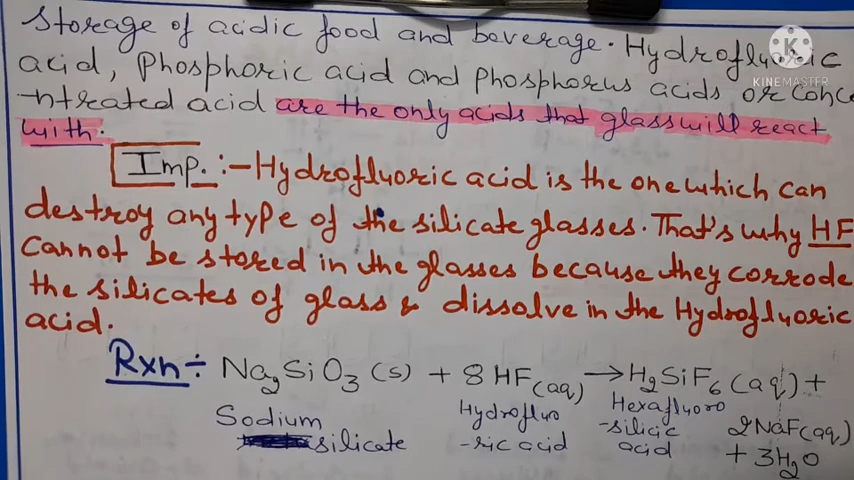 Storage of acidic food and beverage. Hydrofluoric
acid, Phosphoric acid and Phosphorus acids or conce
-ntrated acid are the only acids that glass will react
with.
KINEMASTER
Imp. :- Hydrofluoric acid is the one which can
destroy any type of the silicate glasses. That's why HF
cannot be stored in the glasses because they corrode
the silicates of glass & dissolve in the Hydrofluoric
acid.
Rxn ÷ Na₂SiO₃ (s) + 8 HF (aq) → H₂SiF₆ (aq) +
Sodium silicate
Hydrofluo
-ric acid
Hexafluoro
-silicic
acid
2NaF (aq)
+ 3H₂O